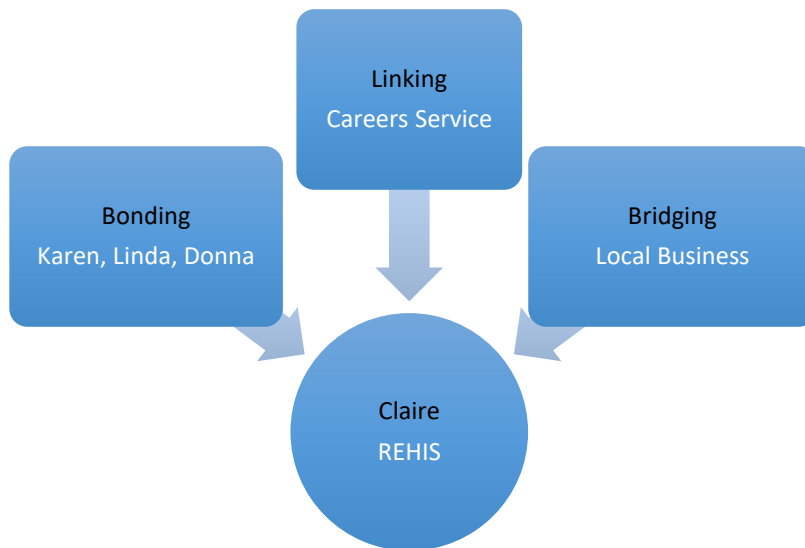 Linking
Careers Service
Bonding
Karen, Linda, Donna
Bridging
Local Business
Claire
REHIS